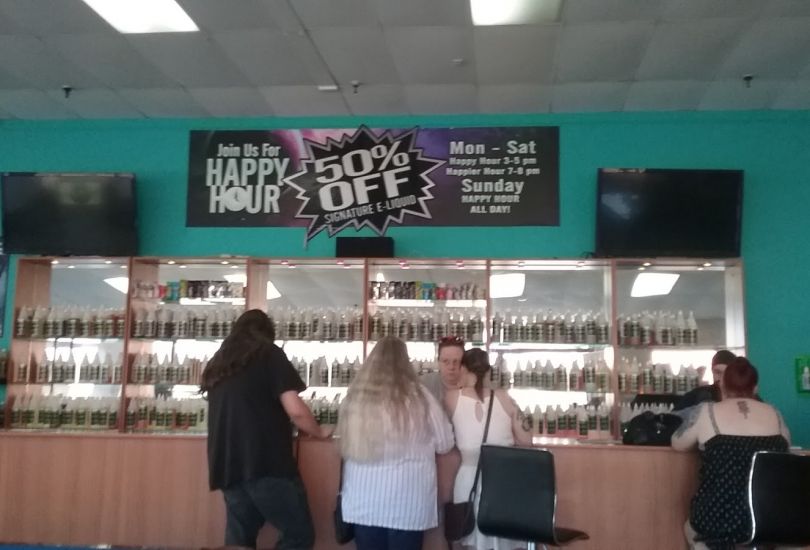 Join Us For
HAPPY
HOUR
50%
OFF
SIGNATURE E-LIQUID
Mon - Sat
Happy Hour 3-5 pm
Happier Hour 7-8 pm
Sunday
HAPPY HOUR
ALL DAY!